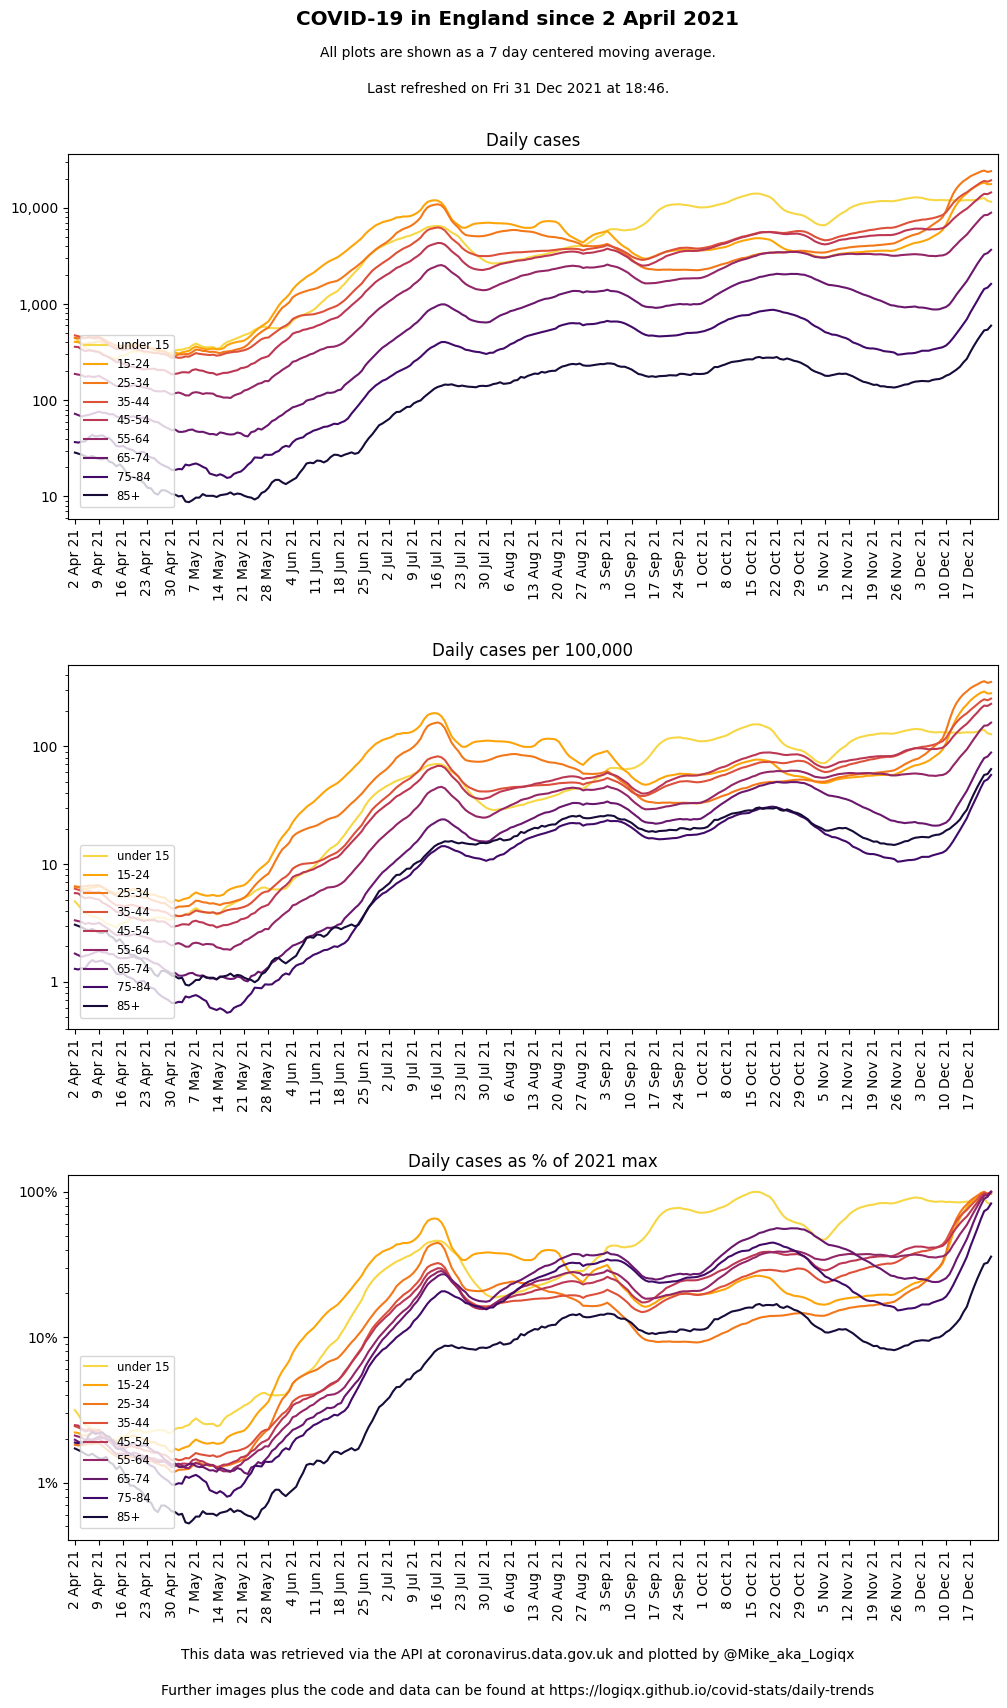 COVID-19 in England since 2 April 2021
All plots are shown as a 7 day centered moving average.
Last refreshed on Fri 31 Dec 2021 at 18:46.
Daily cases
10,000
1,000
100
10
under 15
15-24
25-34
35-44
45-54
55-64
65-74
75-84
85+
2 Apr 21
9 Apr 21
16 Apr 21
23 Apr 21
30 Apr 21
7 May 21
14 May 21
21 May 21
28 May 21
4 Jun 21
11 Jun 21
18 Jun 21
25 Jun 21
2 Jul 21
9 Jul 21
16 Jul 21
23 Jul 21
30 Jul 21
6 Aug 21
13 Aug 21
20 Aug 21
27 Aug 21
3 Sep 21
10 Sep 21
17 Sep 21
24 Sep 21
1 Oct 21
8 Oct 21
15 Oct 21
22 Oct 21
29 Oct 21
5 Nov 21
12 Nov 21
19 Nov 21
26 Nov 21
3 Dec 21
10 Dec 21
17 Dec 21
Daily cases per 100,000
100
10
1
under 15
15-24
25-34
35-44
45-54
55-64
65-74
75-84
85+
2 Apr 21
9 Apr 21
16 Apr 21
23 Apr 21
30 Apr 21
7 May 21
14 May 21
21 May 21
28 May 21
4 Jun 21
11 Jun 21
18 Jun 21
25 Jun 21
2 Jul 21
9 Jul 21
16 Jul 21
23 Jul 21
30 Jul 21
6 Aug 21
13 Aug 21
20 Aug 21
27 Aug 21
3 Sep 21
10 Sep 21
17 Sep 21
24 Sep 21
1 Oct 21
8 Oct 21
15 Oct 21
22 Oct 21
29 Oct 21
5 Nov 21
12 Nov 21
19 Nov 21
26 Nov 21
3 Dec 21
10 Dec 21
17 Dec 21
Daily cases as % of 2021 max
100%
10%
1%
under 15
15-24
25-34
35-44
45-54
55-64
65-74
75-84
85+
2 Apr 21
9 Apr 21
16 Apr 21
23 Apr 21
30 Apr 21
7 May 21
14 May 21
21 May 21
28 May 21
4 Jun 21
11 Jun 21
18 Jun 21
25 Jun 21
2 Jul 21
9 Jul 21
16 Jul 21
23 Jul 21
30 Jul 21
6 Aug 21
13 Aug 21
20 Aug 21
27 Aug 21
3 Sep 21
10 Sep 21
17 Sep 21
24 Sep 21
1 Oct 21
8 Oct 21
15 Oct 21
22 Oct 21
29 Oct 21
5 Nov 21
12 Nov 21
19 Nov 21
26 Nov 21
3 Dec 21
10 Dec 21
17 Dec 21
This data was retrieved via the API at coronavirus.data.gov.uk and plotted by @Mike_aka_Logiqx
Further images plus the code and data can be found at https://logiqx.github.io/covid-stats/daily-trends